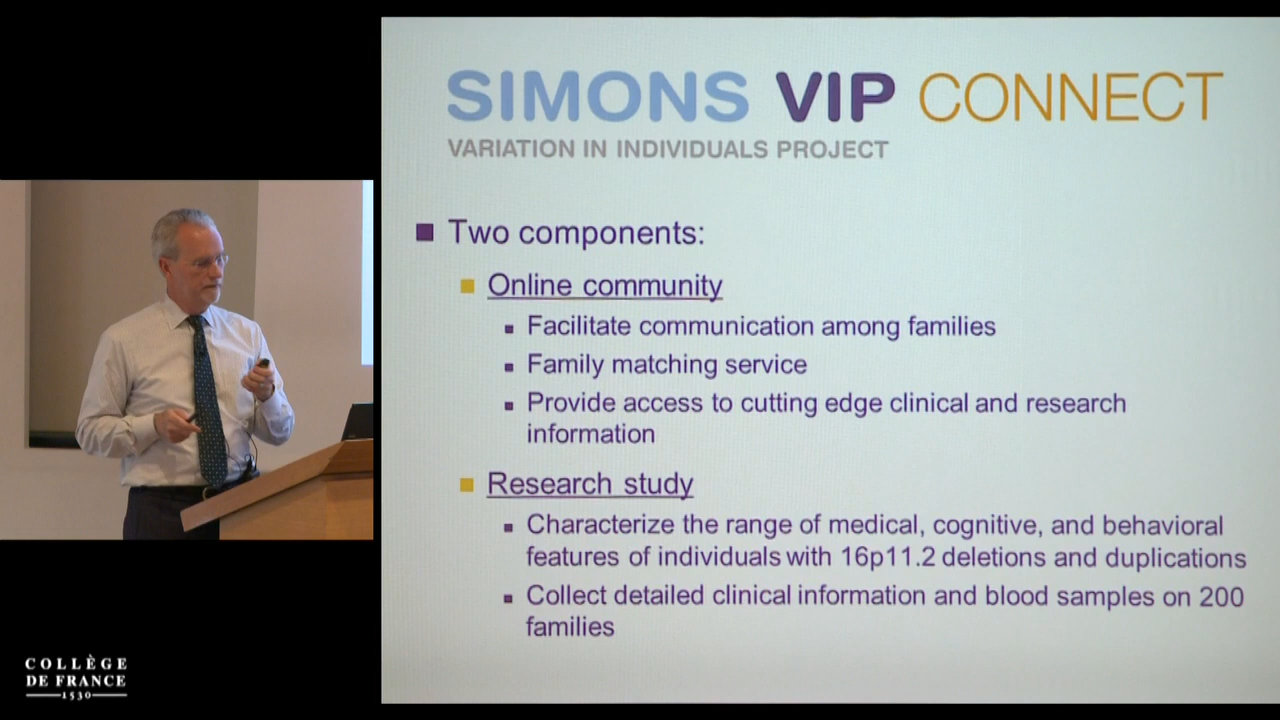 SIMONS VIP CONNECT
VARIATION IN INDIVIDUALS PROJECT
Two components:
Online community
Facilitate communication among families
Family matching service
Provide access to cutting edge clinical and research
information
Research study
Characterize the range of medical, cognitive, and behavioral
features of individuals with 16p11.2 deletions and duplications
Collect detailed clinical information and blood samples on 200
families
COLLÈGE
DE FRANCE
1530